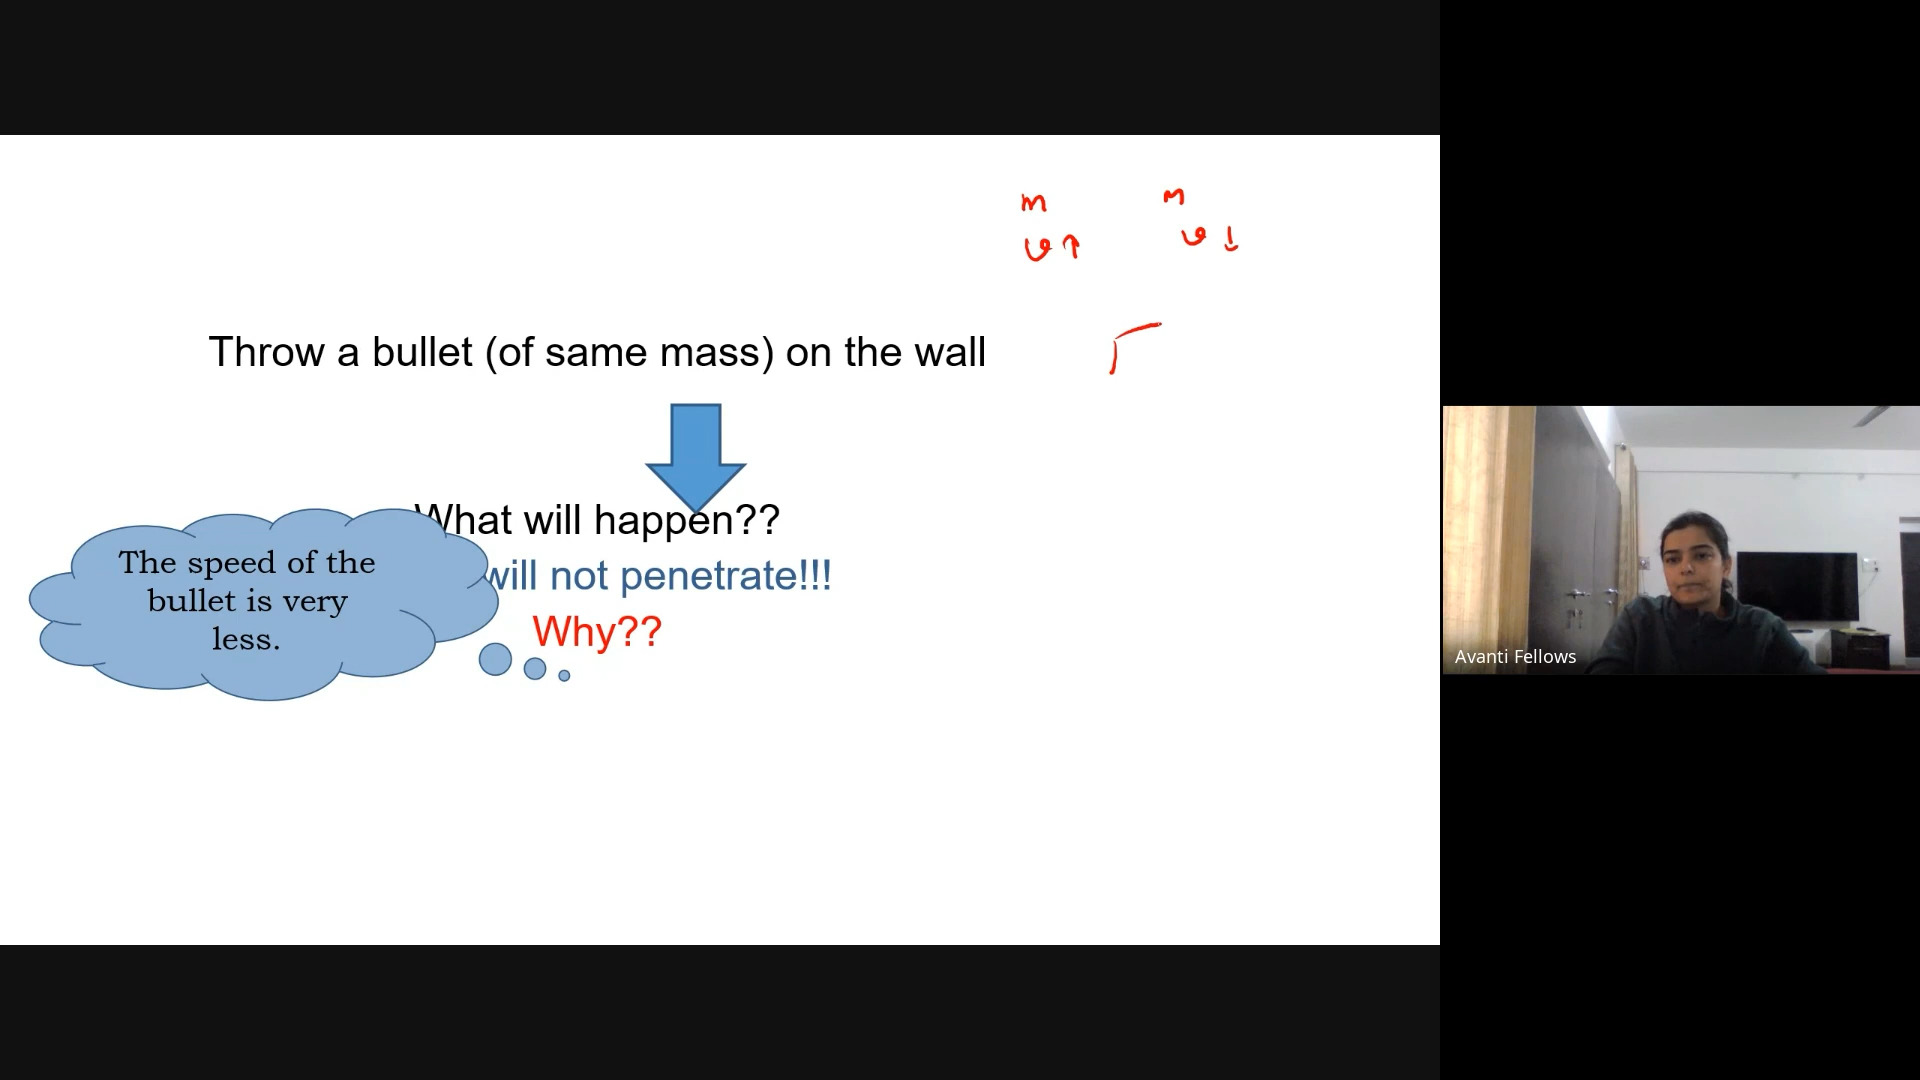 m m
v ↑ v ↓
Throw a bullet (of same mass) on the wall
What will happen??
will not penetrate!!!
Why??
The speed of the
bullet is very
less.
Avanti Fellows